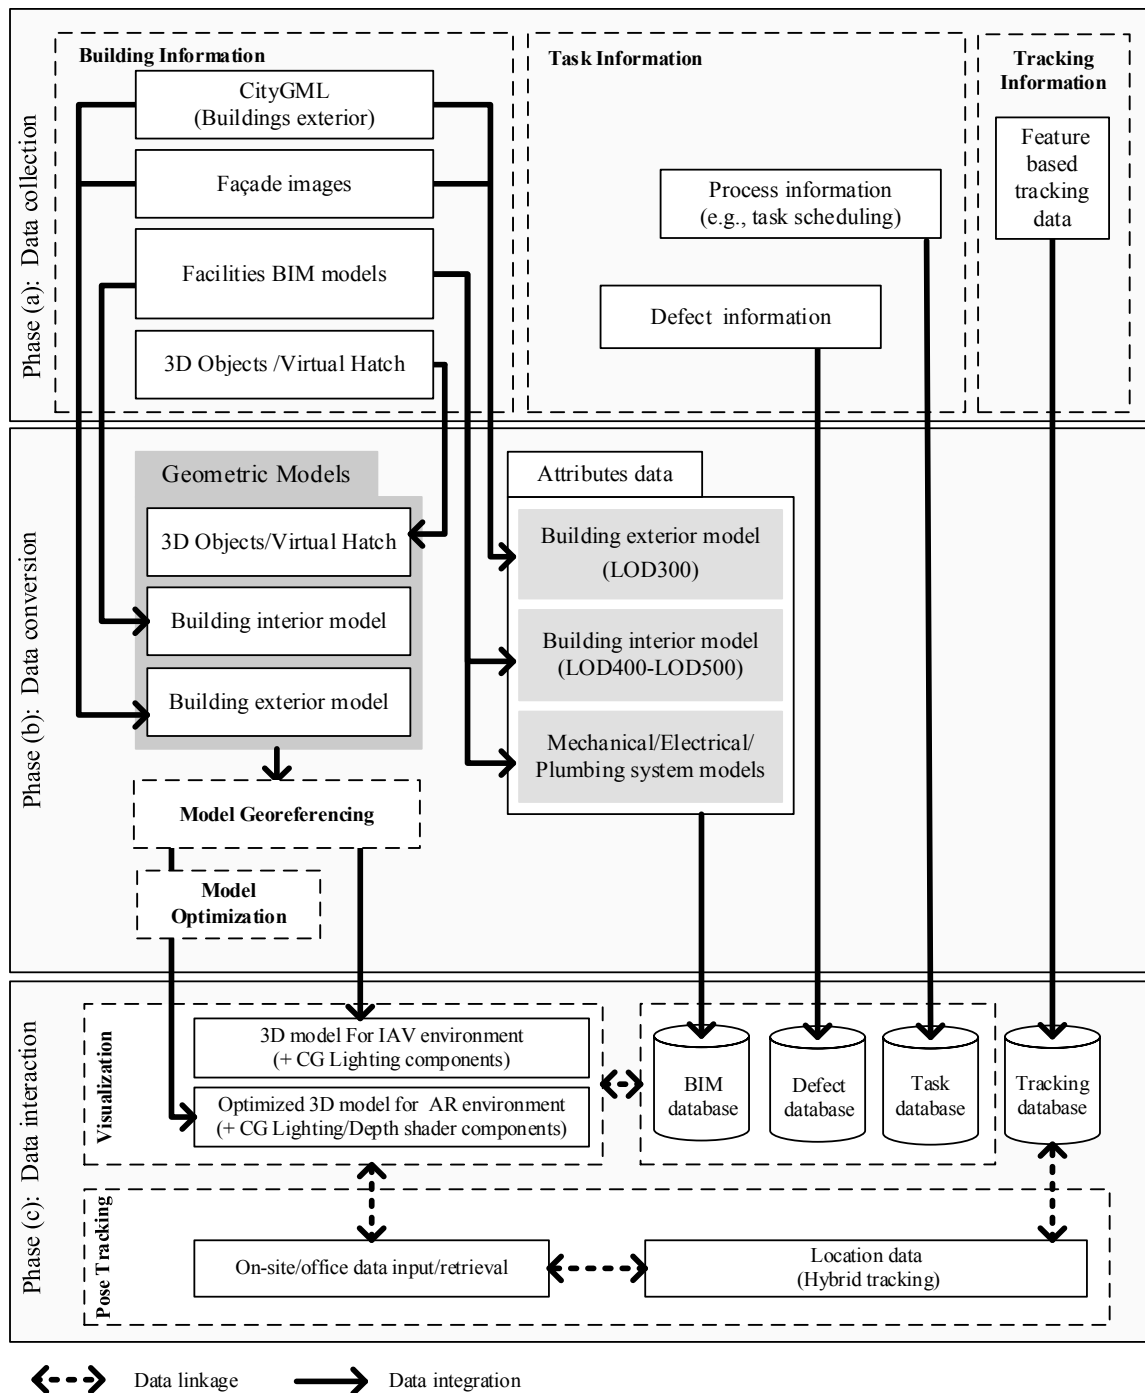 Phase (a):  Data collection
Building Information
CityGML
(Buildings exterior)
Façade images
Facilities BIM models
3D Objects /Virtual Hatch
Task Information
Process information
(e.g., task scheduling)
Defect information
Tracking
Information
Feature
based
tracking
data
Phase (b):  Data conversion
Geometric Models
3D Objects/Virtual Hatch
Building interior model
Building exterior model
Attributes data
Building exterior model
(LOD300)
Building interior model
(LOD400-LOD500)
Mechanical/Electrical/
Plumbing system models
Model Georeferencing
Model
Optimization
Phase (c):  Data interaction
Visualization
3D model For IAV environment
(+ CG Lighting components)
Optimized 3D model for AR environment
(+ CG Lighting/Depth shader components)
BIM
database
Defect
database
Task
database
Tracking
database
Pose Tracking
On-site/office data input/retrieval
Location data
(Hybrid tracking)
Data linkage
Data integration